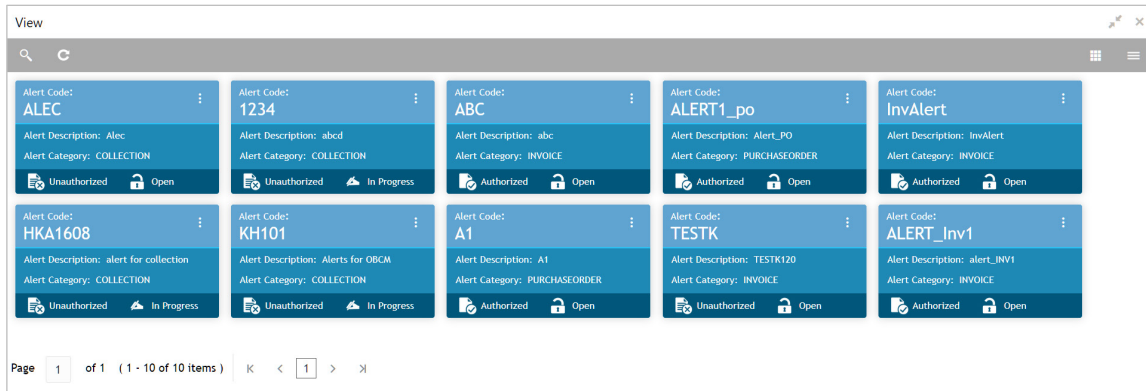 View
Alert Code:
ALEC
Alert Description: Alec
Alert Category: COLLECTION
Unauthorized Open
Alert Code:
1234
Alert Description: abcd
Alert Category: COLLECTION
Unauthorized In Progress
Alert Code:
ABC
Alert Description: abc
Alert Category: INVOICE
Authorized Open
Alert Code:
ALERT1_po
Alert Description: Alert_PO
Alert Category: PURCHASEORDER
Authorized Open
Alert Code:
InvAlert
Alert Description: InvAlert
Alert Category: INVOICE
Authorized Open
Alert Code:
HKA1608
Alert Description: alert for collection
Alert Category: COLLECTION
Unauthorized In Progress
Alert Code:
KH101
Alert Description: Alerts for OBCM
Alert Category: COLLECTION
Unauthorized In Progress
Alert Code:
A1
Alert Description: A1
Alert Category: PURCHASEORDER
Authorized Open
Alert Code:
TESTK
Alert Description: TESTK120
Alert Category: INVOICE
Unauthorized Open
Alert Code:
ALERT_Inv1
Alert Description: alert_INV1
Alert Category: INVOICE
Authorized Open
Page 1 of 1 ( 1 - 10 of 10 items ) 1